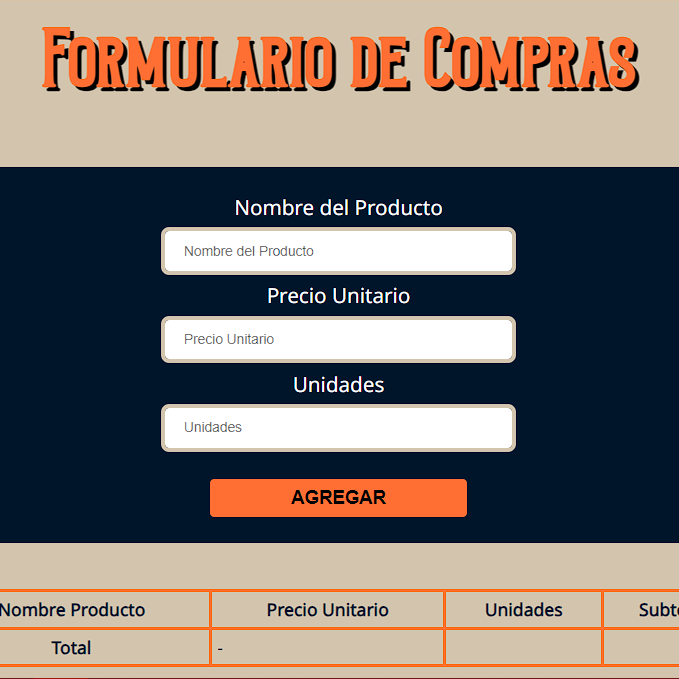 Formulario de Compras
Nombre del Producto
Nombre del Producto
Precio Unitario
Precio Unitario
Unidades
Unidades
AGREGAR
Nombre Producto Precio Unitario Unidades Subt
Total -